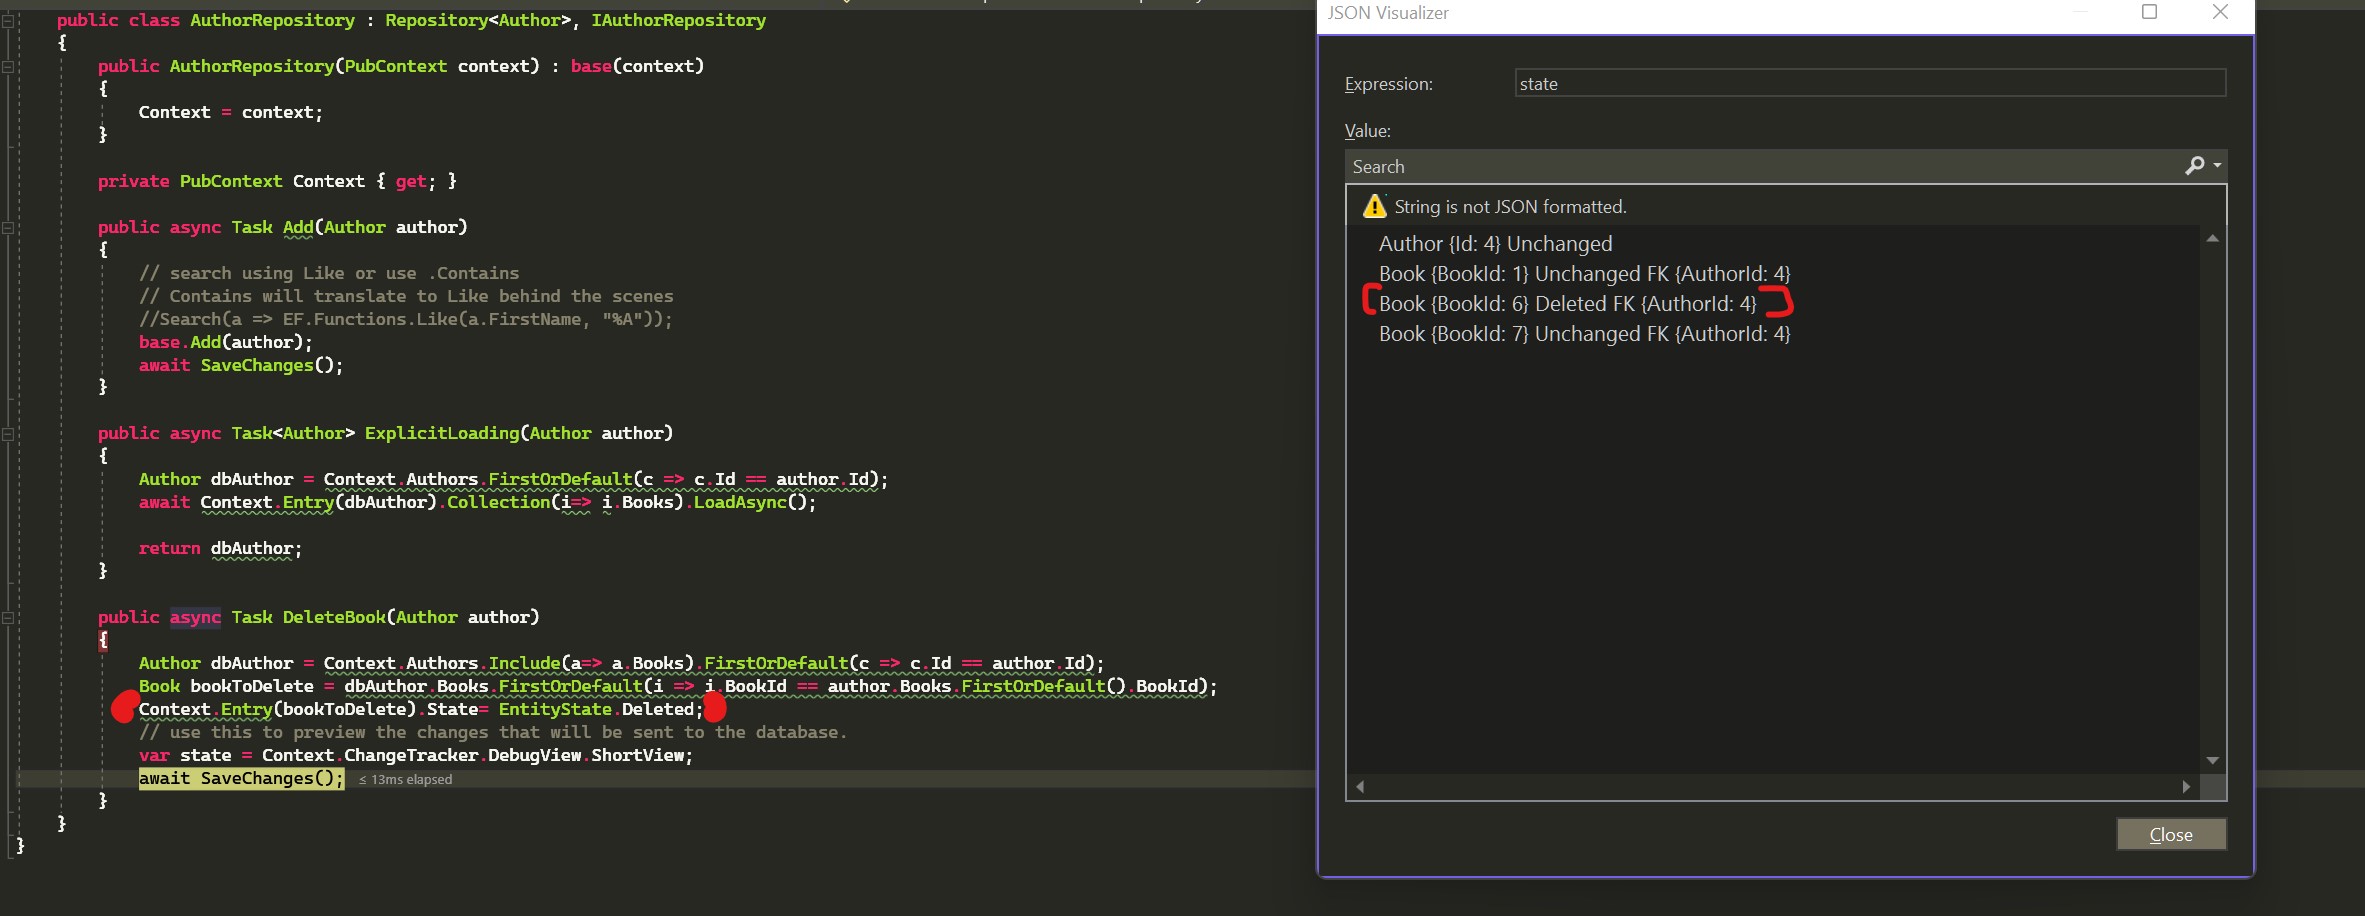 public class AuthorRepository : Repository<Author>, IAuthorRepository
{
public AuthorRepository(PubContext context) : base(context)
{
Context = context;
}
private PubContext Context { get; }
public async Task Add(Author author)
{
// search using Like or use .Contains
// Contains will translate to Like behind the scenes
//Search(a => EF.Functions.Like(a.FirstName, "%A"));
base.Add(author);
await SaveChanges();
}
public async Task<Author> ExplicitLoading(Author author)
{
Author dbAuthor = Context.Authors.FirstOrDefault(c => c.Id == author.Id);
await Context.Entry(dbAuthor).Collection(i=> i.Books).LoadAsync();
return dbAuthor;
}
public async Task DeleteBook(Author author)
{
Author dbAuthor = Context.Authors.Include(a=> a.Books).FirstOrDefault(c => c.Id == author.Id);
Book bookToDelete = dbAuthor.Books.FirstOrDefault(i => i.BookId == author.Books.FirstOrDefault().BookId);
Context.Entry(bookToDelete).State= EntityState.Deleted;
// use this to preview the changes that will be sent to the database.
var state = Context.ChangeTracker.DebugView.ShortView;
await SaveChanges(); ≤ 13ms elapsed
}
}
}
JSON Visualizer
Expression: state
Value:
Search
String is not JSON formatted.
Author {Id: 4} Unchanged
Book {BookId: 1} Unchanged FK {AuthorId: 4}
Book {BookId: 6} Deleted FK {AuthorId: 4}
Book {BookId: 7} Unchanged FK {AuthorId: 4}
Close